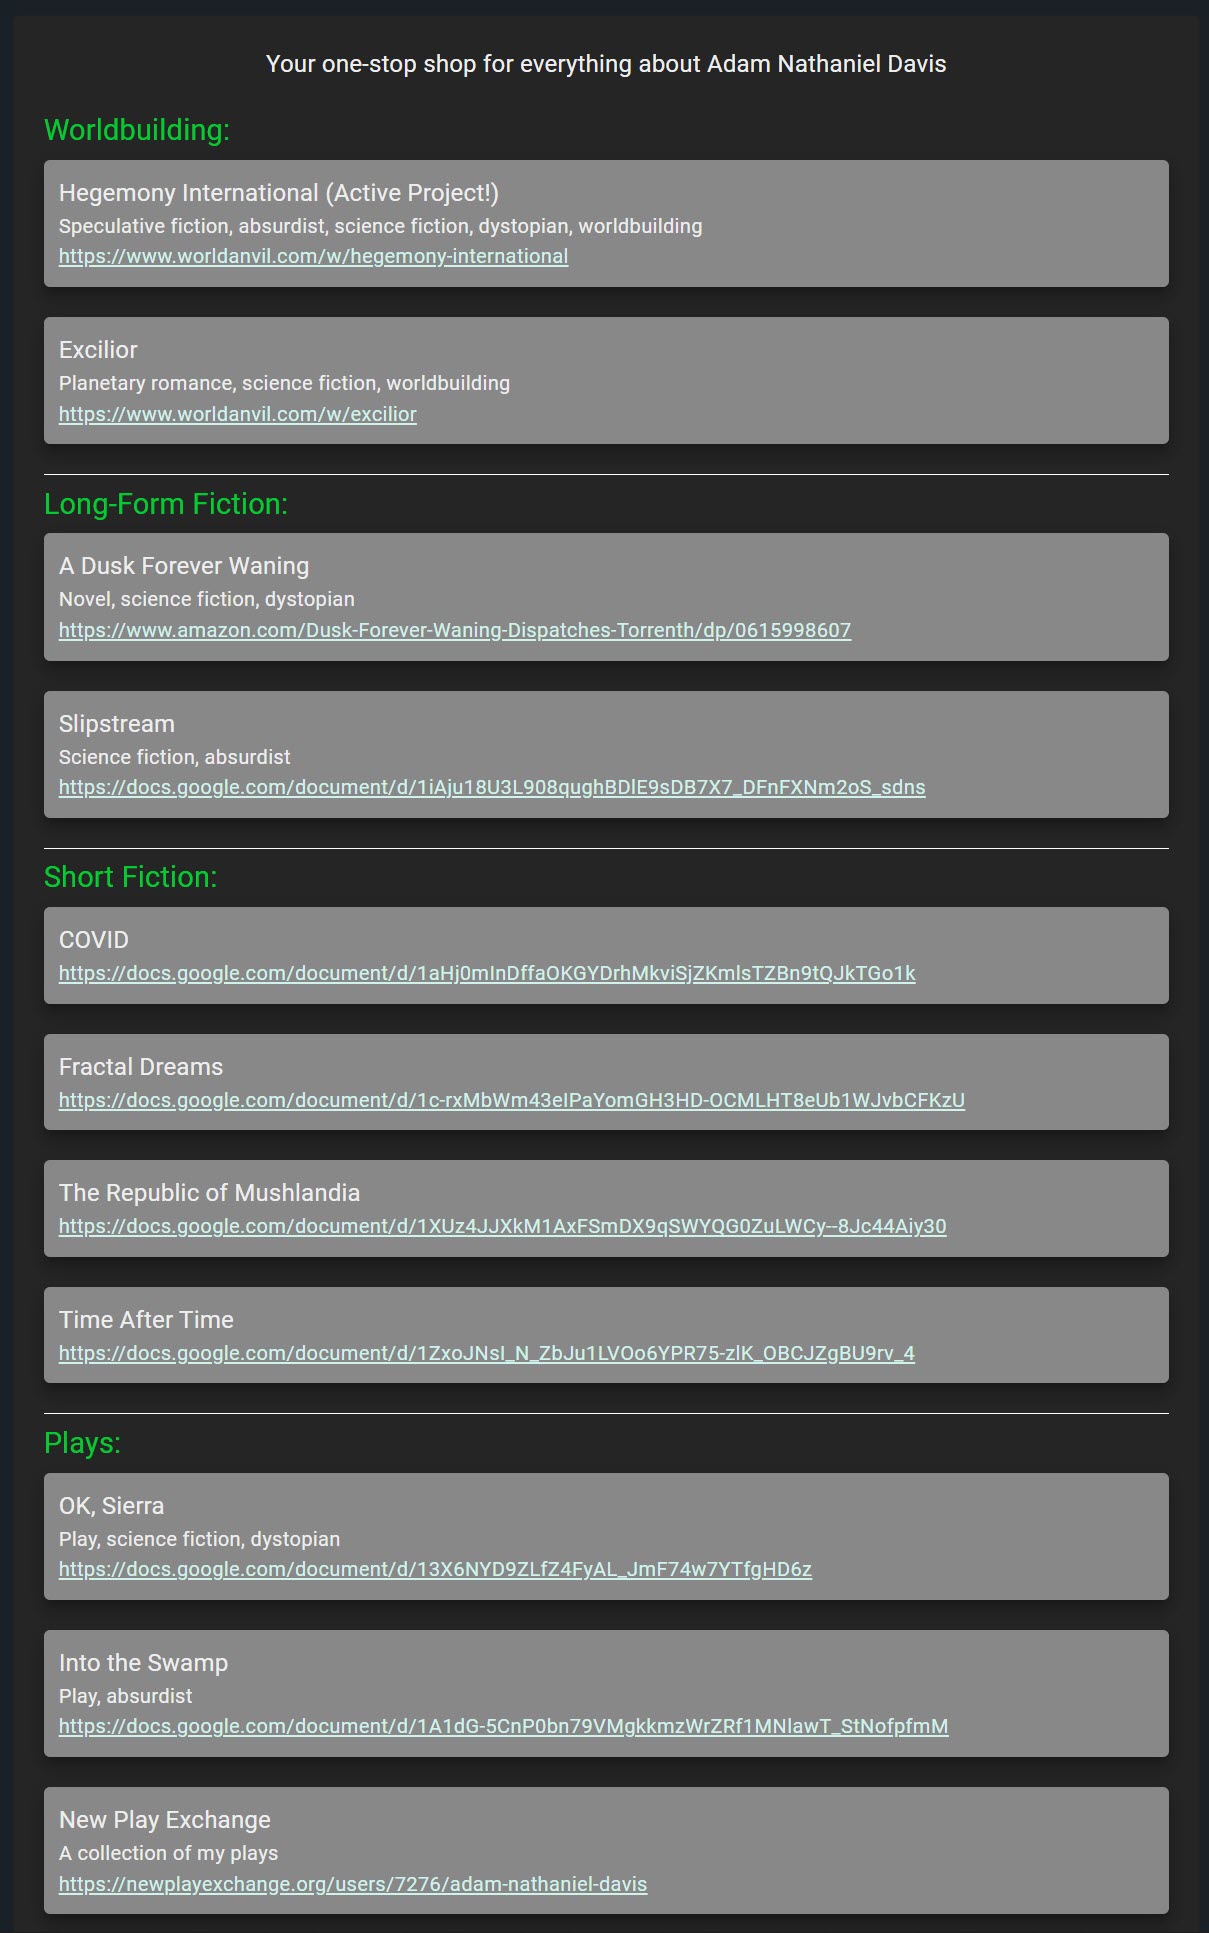 Your one-stop shop for everything about Adam Nathaniel Davis
Worldbuilding:
Hegemony International (Active Project!)
Speculative fiction, absurdist, science fiction, dystopian, worldbuilding
https://www.worldanvil.com/w/hegemony-international
Excilior
Planetary romance, science fiction, worldbuilding
https://www.worldanvil.com/w/excilior
Long-Form Fiction:
A Dusk Forever Waning
Novel, science fiction, dystopian
https://www.amazon.com/Dusk-Forever-Waning-Dispatches-Torrenth/dp/0615998607
Slipstream
Science fiction, absurdist
https://docs.google.com/document/d/1iAju18U3L908qughBDlE9sDB7X7_DFnFXNm2oS_sdns
Short Fiction:
COVID
https://docs.google.com/document/d/1aHj0mInDffaOKGYDrhMkviSjZKmlsTZBn9tQJkTGo1k
Fractal Dreams
https://docs.google.com/document/d/1c-rxMbWm43eIPaYomGH3HD-OCMLHT8eUb1WJvbCFKzU
The Republic of Mushlandia
https://docs.google.com/document/d/1XUz4JJXkM1AxFSmDX9qSWYQG0ZuLWCy--8Jc44Aiy30
Time After Time
https://docs.google.com/document/d/1ZxoJNsI_N_ZbJu1LVOo6YPR75-zlK_OBCJZgBU9rv_4
Plays:
OK, Sierra
Play, science fiction, dystopian
https://docs.google.com/document/d/13X6NYD9ZLfZ4FyAL_JmF74w7YTfgHD6z
Into the Swamp
Play, absurdist
https://docs.google.com/document/d/1A1dG-5CnP0bn79VMgkkmzWrZRf1MNlawT_StNofpfmM
New Play Exchange
A collection of my plays
https://newplayexchange.org/users/7276/adam-nathaniel-davis